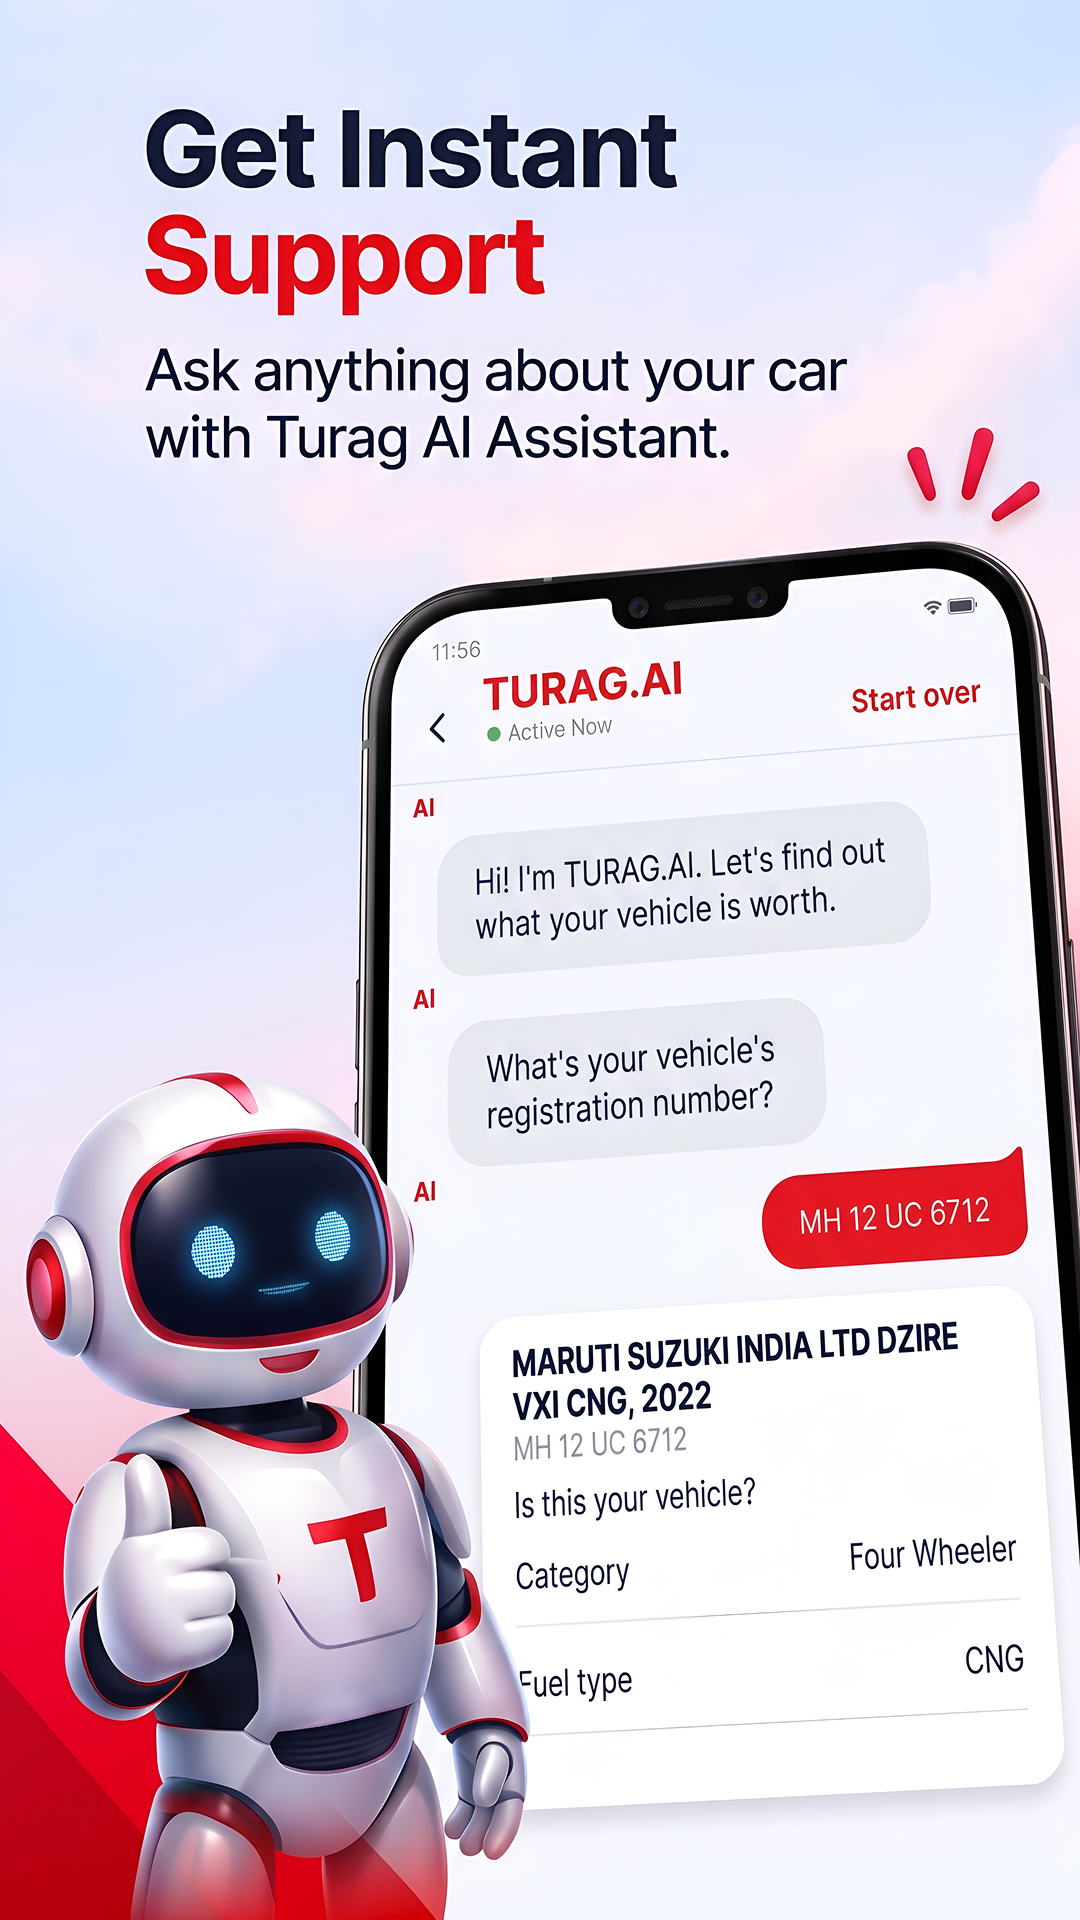 Get Instant
Support
Ask anything about your car
with Turag AI Assistant.
11:56
TURAG.AI
Active Now
Start over
AI
Hi! I'm TURAG.AI. Let's find out
what your vehicle is worth.
AI
What's your vehicle's
registration number?
AI
MH 12 UC 6712
MARUTI SUZUKI INDIA LTD DZIRE
VXI CNG, 2022
MH 12 UC 6712
Is this your vehicle?
Category Four Wheeler
Fuel type CNG
T